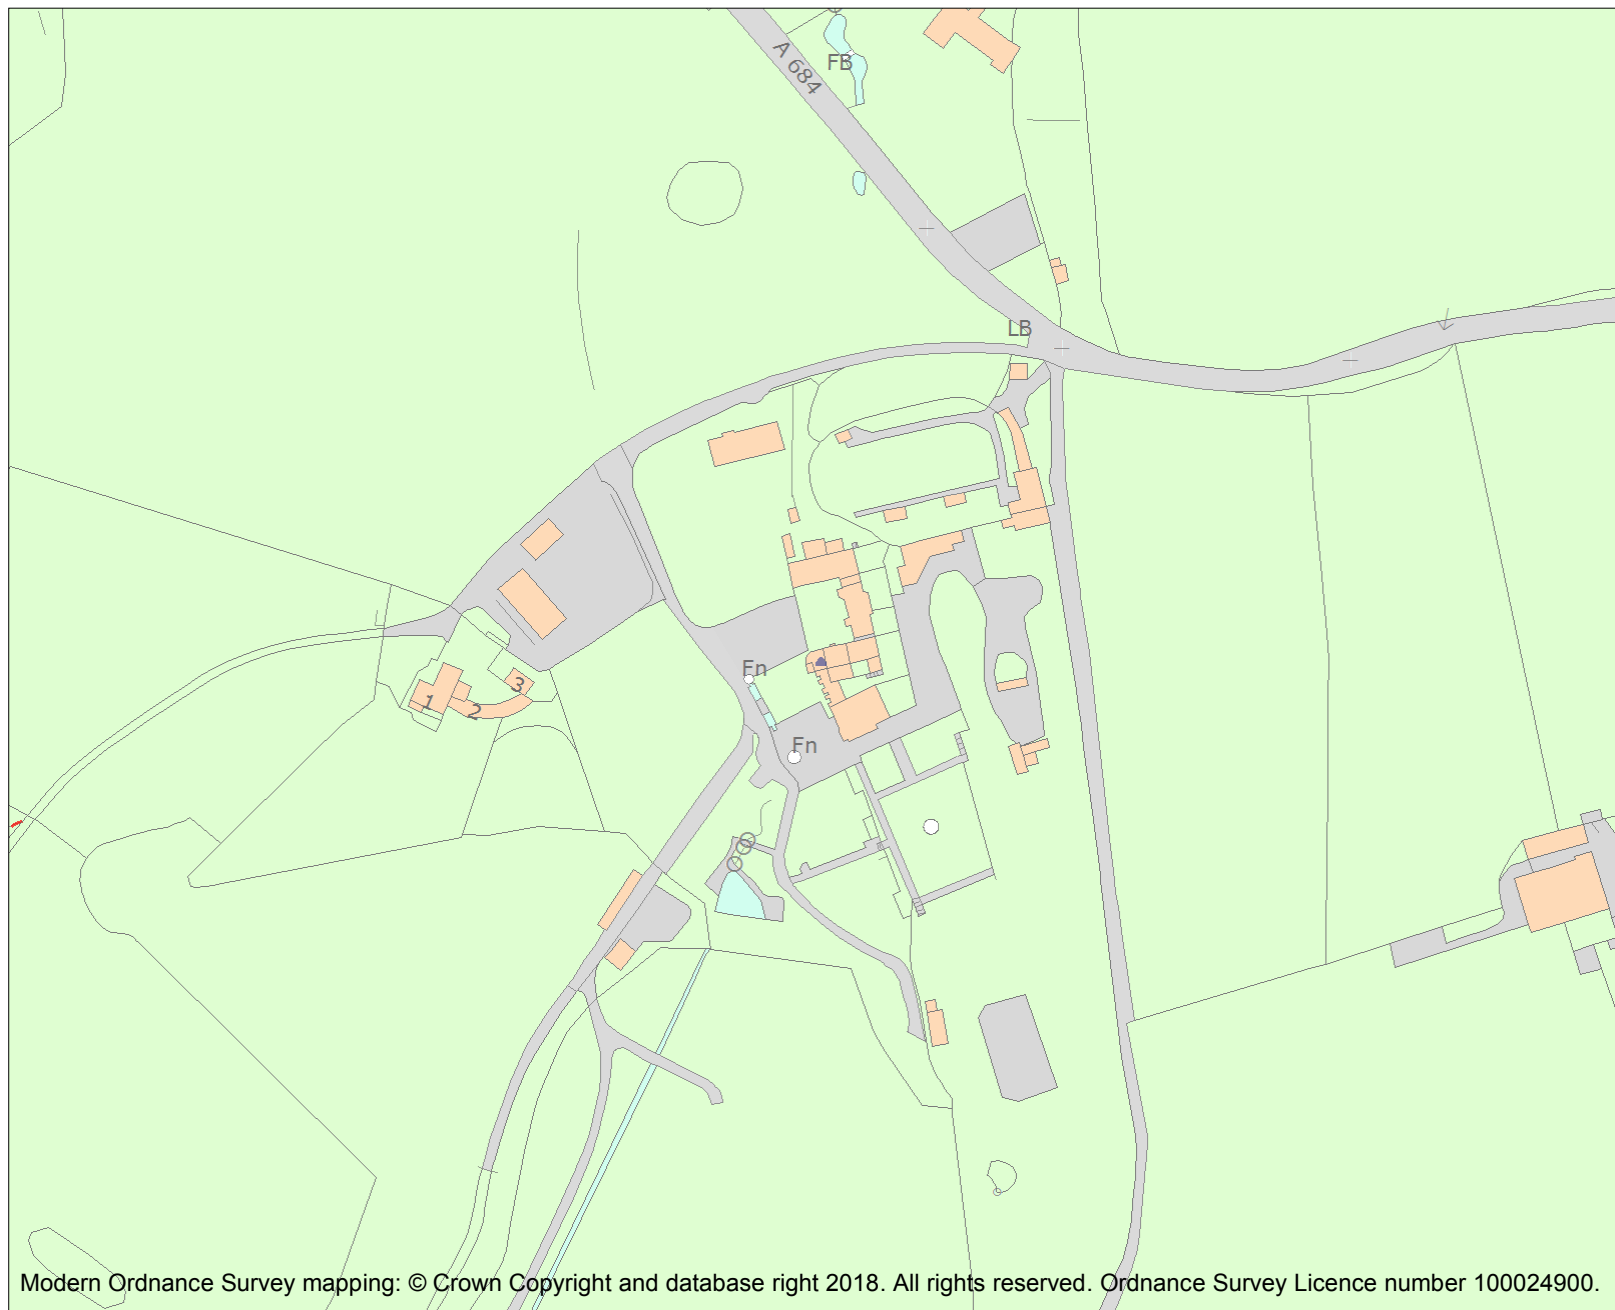 A 684
FB
LB
Fn
3
1
2
Fn
Modern Ordnance Survey mapping: © Crown Copyright and database right 2018. All rights reserved. Ordnance Survey Licence number 100024900.